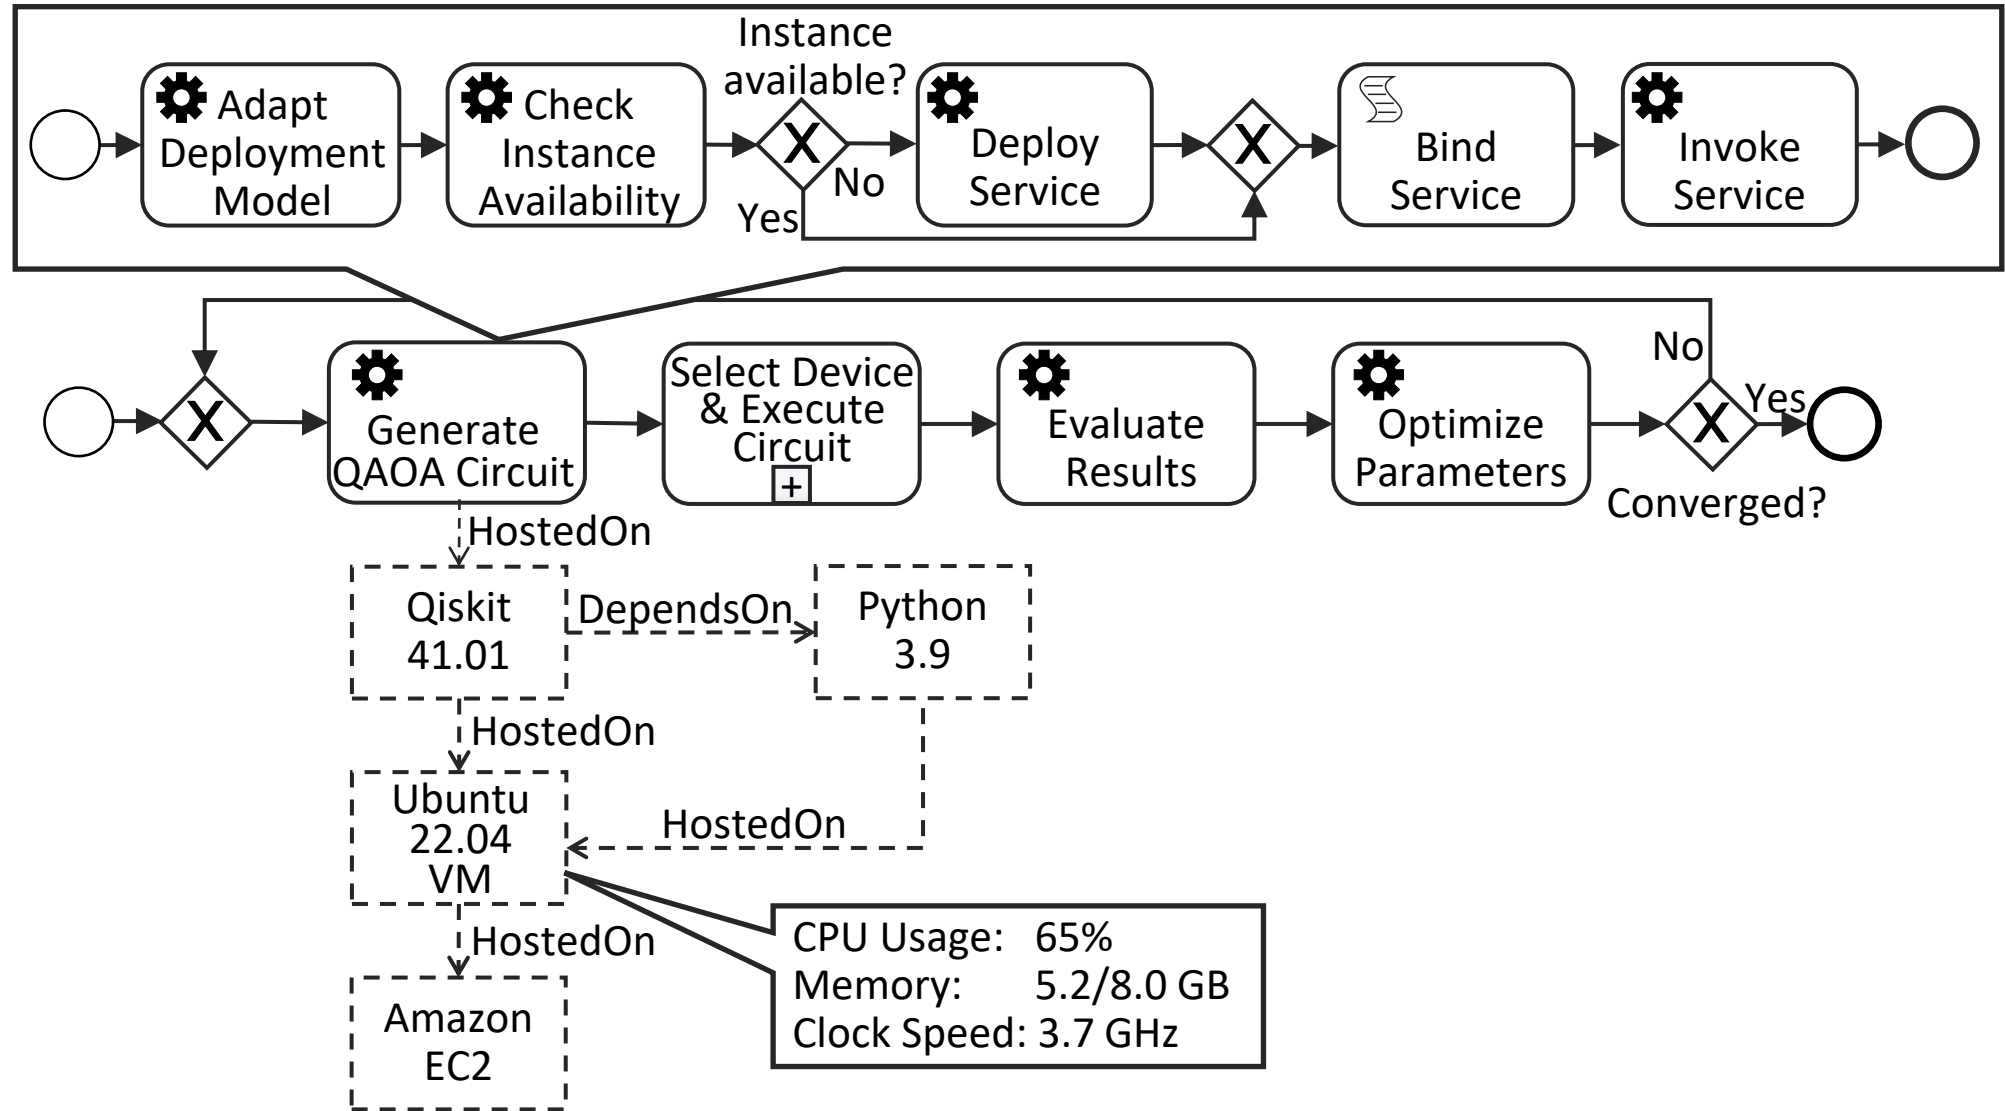 Instance
available?
Adapt
Deployment
Model
Check
Instance
Availability
X
No
Yes
Deploy
Service
X
Bind
Service
Invoke
Service
X
Generate
QAOA Circuit
Select Device
& Execute
Circuit
+
Evaluate
Results
Optimize
Parameters
No
X
Yes
Converged?
HostedOn
Qiskit
41.01
DependsOn
Python
3.9
HostedOn
Ubuntu
22.04
VM
HostedOn
HostedOn
Amazon
EC2
CPU Usage: 65%
Memory: 5.2/8.0 GB
Clock Speed: 3.7 GHz